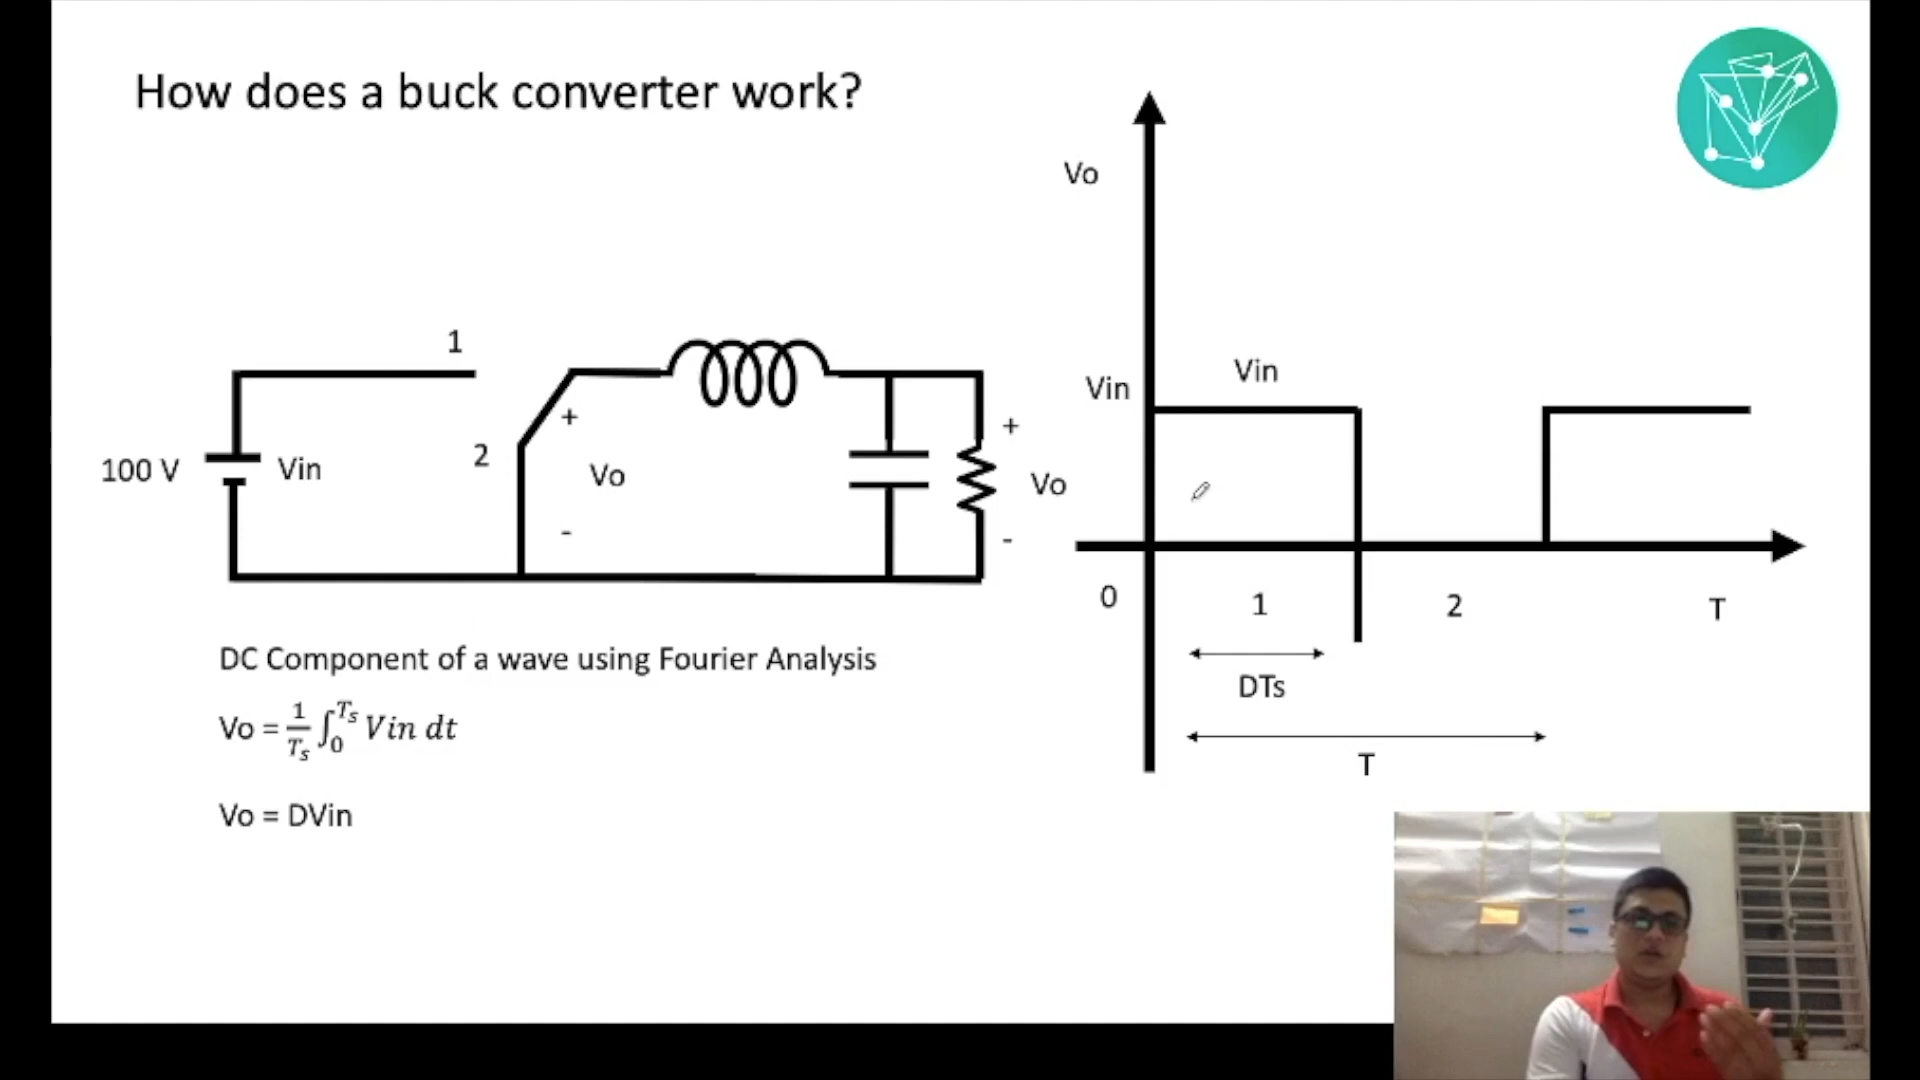 How does a buck converter work?
Vo
1
Vin
Vin
+
+
2
100 V
Vin
Vo
Vo
-
-
0
1
2
T
DTs
T
DC Component of a wave using Fourier Analysis
Vo = 1/Ts ∫0^Ts Vin dt
Vo = DVin